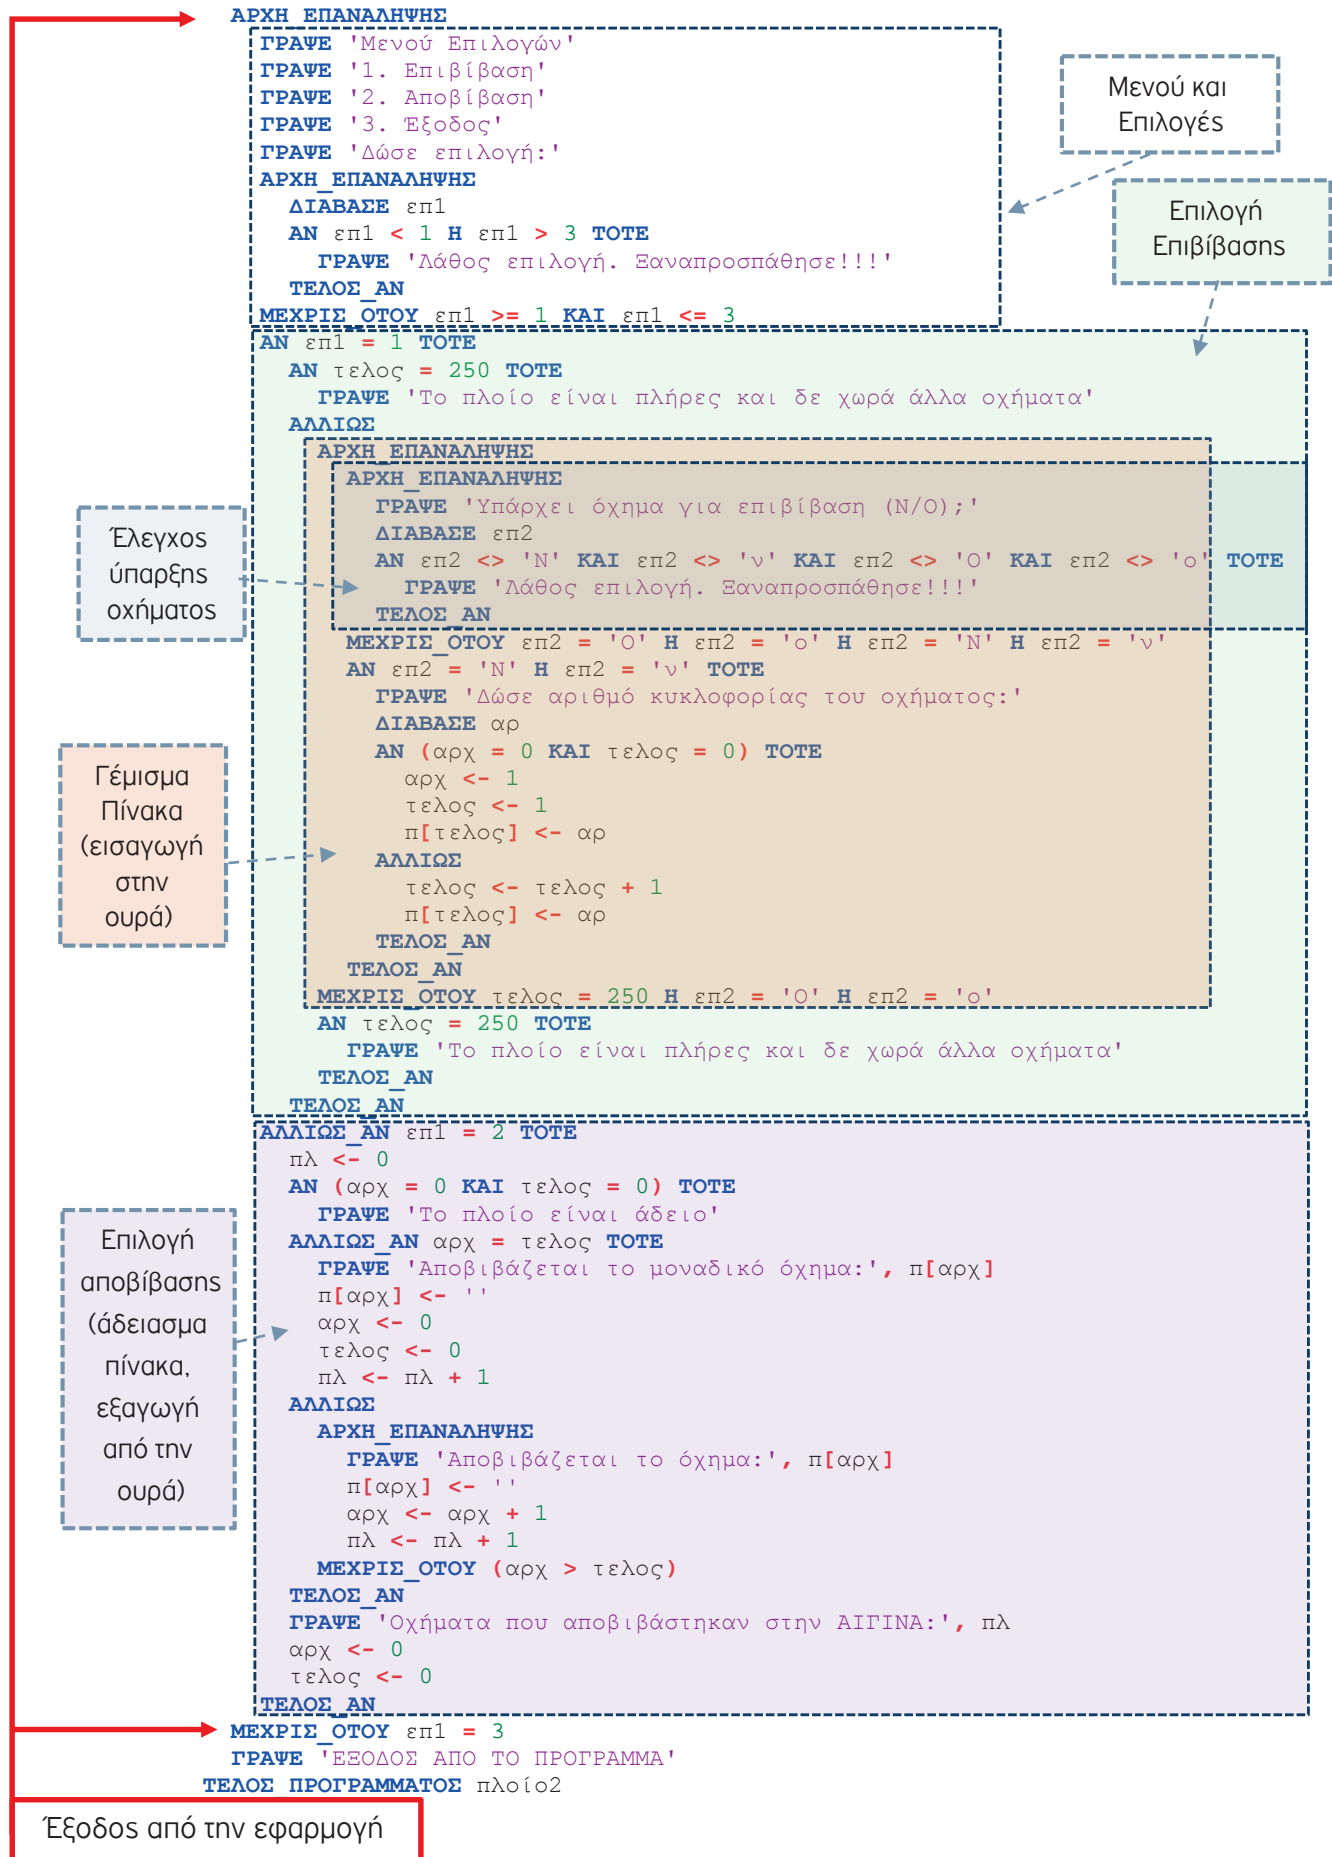 ΑΡΧΗ_ΕΠΑΝΑΛΗΨΗΣ
ΓΡΑΨΕ 'Μενού Επιλογών'
ΓΡΑΨΕ '1. Επιβίβαση'
ΓΡΑΨΕ '2. Αποβίβαση'
ΓΡΑΨΕ '3. Έξοδος'
ΓΡΑΨΕ 'Δώσε επιλογή:'
ΑΡΧΗ_ΕΠΑΝΑΛΗΨΗΣ
ΔΙΑΒΑΣΕ επ1
ΑΝ επ1 < 1 Η επ1 > 3 ΤΟΤΕ
ΓΡΑΨΕ 'Λάθος επιλογή. Ξαναπροσπάθησε!!!'
ΤΕΛΟΣ_ΑΝ
ΜΕΧΡΙΣ_ΟΤΟΥ επ1 >= 1 ΚΑΙ επ1 <= 3
Μενού και
Επιλογές
Επιλογή
Επιβίβασης
ΑΝ επ1 = 1 ΤΟΤΕ
ΑΝ τελος = 250 ΤΟΤΕ
ΓΡΑΨΕ 'Το πλοίο είναι πλήρες και δε χωρά άλλα οχήματα'
ΑΛΛΙΩΣ
ΑΡΧΗ_ΕΠΑΝΑΛΗΨΗΣ
ΑΡΧΗ_ΕΠΑΝΑΛΗΨΗΣ
ΓΡΑΨΕ 'Υπάρχει όχημα για επιβίβαση (Ν/Ο);'
ΔΙΑΒΑΣΕ επ2
ΑΝ επ2 <> 'Ν' ΚΑΙ επ2 <> 'ν' ΚΑΙ επ2 <> 'Ο' ΚΑΙ επ2 <> 'ο' ΤΟΤΕ
ΓΡΑΨΕ 'Λάθος επιλογή. Ξαναπροσπάθησε!!!'
ΤΕΛΟΣ_ΑΝ
ΜΕΧΡΙΣ_ΟΤΟΥ επ2 = 'Ο' Η επ2 = 'ο' Η επ2 = 'Ν' Η επ2 = 'ν'
Έλεγχος
ύπαρξης
οχήματος
ΑΝ επ2 = 'Ν' Η επ2 = 'ν' ΤΟΤΕ
ΓΡΑΨΕ 'Δώσε αριθμό κυκλοφορίας του οχήματος:'
ΔΙΑΒΑΣΕ αρ
ΑΝ (αρχ = 0 ΚΑΙ τελος = 0) ΤΟΤΕ
αρχ <- 1
τελος <- 1
π[τελος] <- αρ
ΑΛΛΙΩΣ
τελος <- τελος + 1
π[τελος] <- αρ
ΤΕΛΟΣ_ΑΝ
ΤΕΛΟΣ_ΑΝ
ΜΕΧΡΙΣ_ΟΤΟΥ τελος = 250 Η επ2 = 'Ο' Η επ2 = 'ο'
Γέμισμα
Πίνακα
(εισαγωγή
στην
ουρά)
ΑΝ τελος = 250 ΤΟΤΕ
ΓΡΑΨΕ 'Το πλοίο είναι πλήρες και δε χωρά άλλα οχήματα'
ΤΕΛΟΣ_ΑΝ
ΤΕΛΟΣ_ΑΝ
ΑΛΛΙΩΣ_ΑΝ επ1 = 2 ΤΟΤΕ
πλ <- 0
ΑΝ (αρχ = 0 ΚΑΙ τελος = 0) ΤΟΤΕ
ΓΡΑΨΕ 'Το πλοίο είναι άδειο'
ΑΛΛΙΩΣ_ΑΝ αρχ = τελος ΤΟΤΕ
ΓΡΑΨΕ 'Αποβιβάζεται το μοναδικό όχημα:', π[αρχ]
π[αρχ] <- ''
αρχ <- 0
τελος <- 0
πλ <- πλ + 1
ΑΛΛΙΩΣ
ΑΡΧΗ_ΕΠΑΝΑΛΗΨΗΣ
ΓΡΑΨΕ 'Αποβιβάζεται το όχημα:', π[αρχ]
π[αρχ] <- ''
αρχ <- αρχ + 1
πλ <- πλ + 1
ΜΕΧΡΙΣ_ΟΤΟΥ (αρχ > τελος)
ΤΕΛΟΣ_ΑΝ
ΓΡΑΨΕ 'Οχήματα που αποβιβάστηκαν στην ΑΙΓΙΝΑ:', πλ
αρχ <- 0
τελος <- 0
ΤΕΛΟΣ_ΑΝ
Επιλογή
αποβίβασης
(άδειασμα
πίνακα,
εξαγωγή
από την
ουρά)
ΜΕΧΡΙΣ_ΟΤΟΥ επ1 = 3
ΓΡΑΨΕ 'ΕΞΟΔΟΣ ΑΠΟ ΤΟ ΠΡΟΓΡΑΜΜΑ'
ΤΕΛΟΣ_ΠΡΟΓΡΑΜΜΑΤΟΣ πλοίο2
Έξοδος από την εφαρμογή